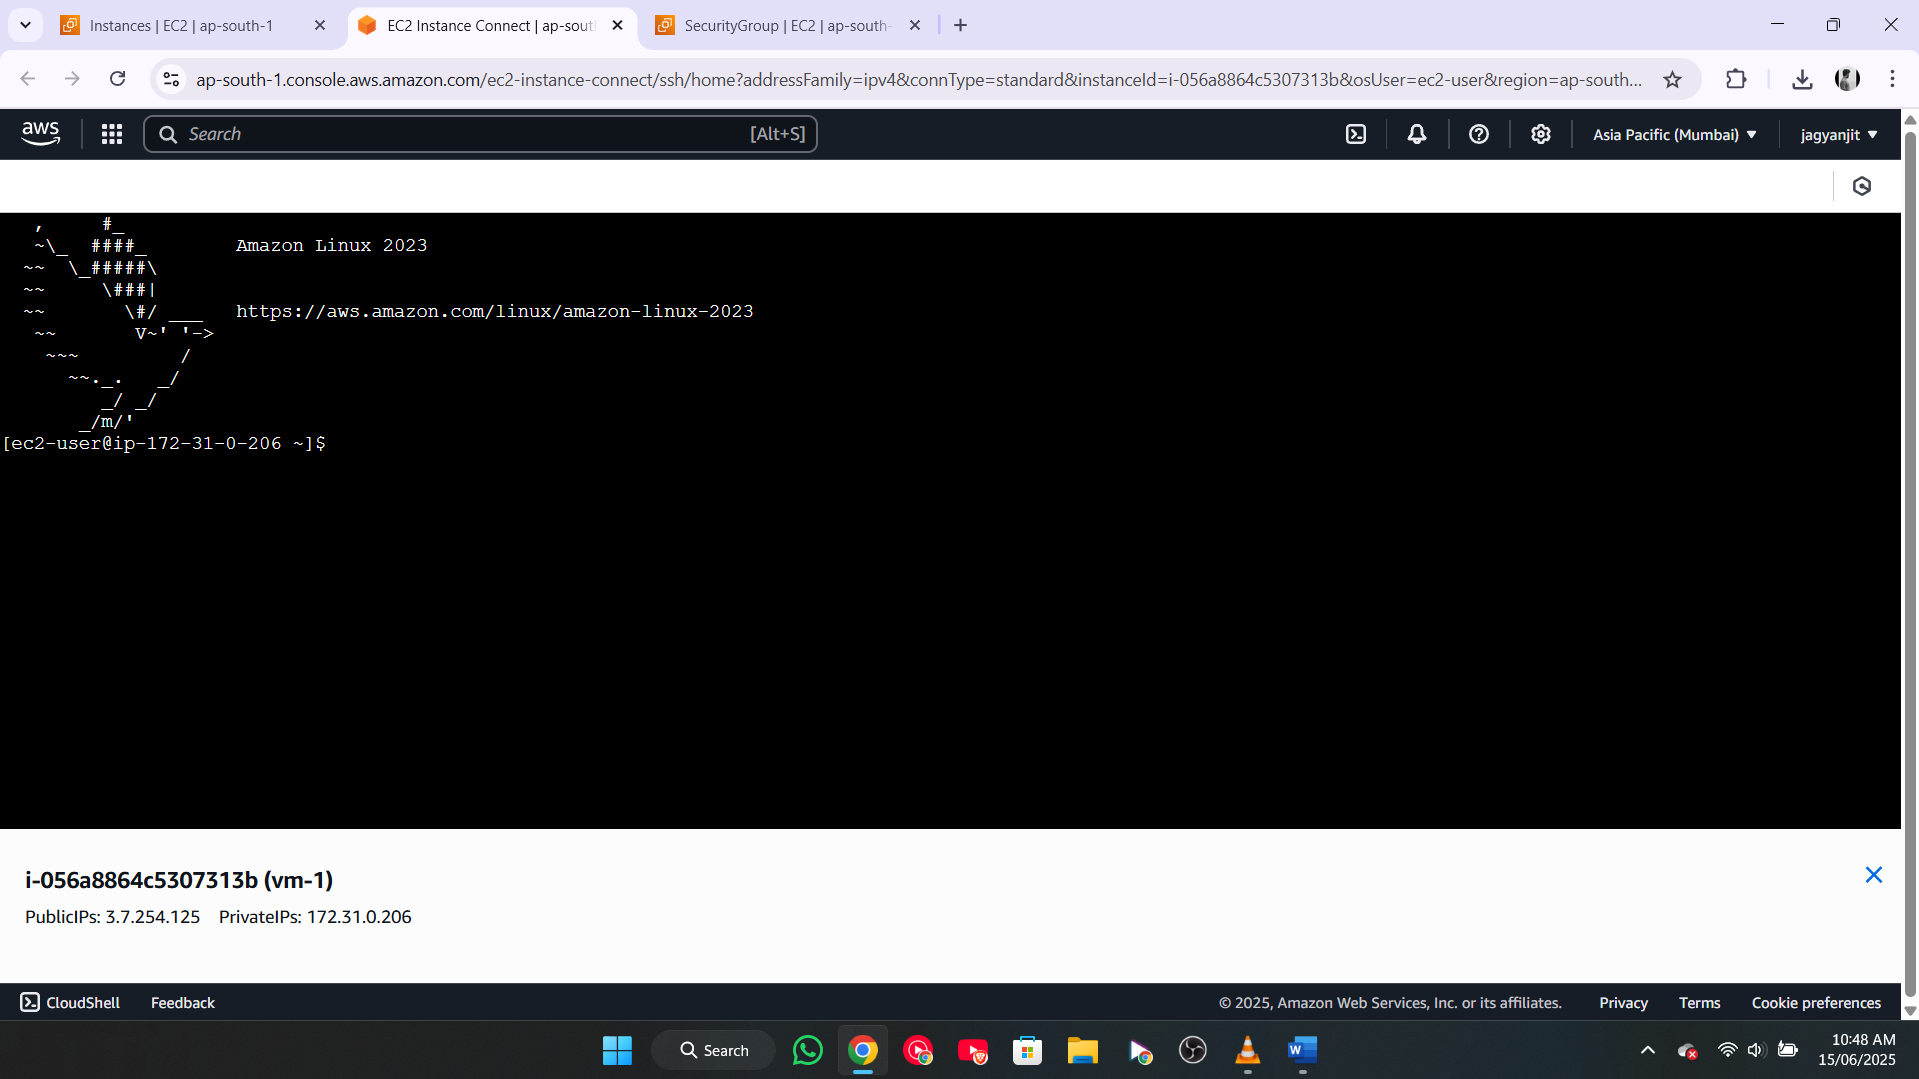 Instances | EC2 | ap-south-1
EC2 Instance Connect | ap-sout
SecurityGroup | EC2 | ap-south-
ap-south-1.console.aws.amazon.com/ec2-instance-connect/ssh/home?addressFamily=ipv4&connType=standard&instanceId=i-056a8864c5307313b&osUser=ec2-user&region=ap-south...
aws
Search
[Alt+S]
Asia Pacific (Mumbai)
jagyanjit
   ,     #_
   ~\_  ####_        Amazon Linux 2023
  ~~  \_#####\
  ~~     \###|
  ~~       \#/ ___   https://aws.amazon.com/linux/amazon-linux-2023
   ~~       V~' '->
    ~~~         /
      ~~._.   _/
         _/ _/
       _/m/'
[ec2-user@ip-172-31-0-206 ~]$
i-056a8864c5307313b (vm-1)
PublicIPs: 3.7.254.125 PrivateIPs: 172.31.0.206
CloudShell
Feedback
© 2025, Amazon Web Services, Inc. or its affiliates.
Privacy
Terms
Cookie preferences
Search
10:48 AM
15/06/2025